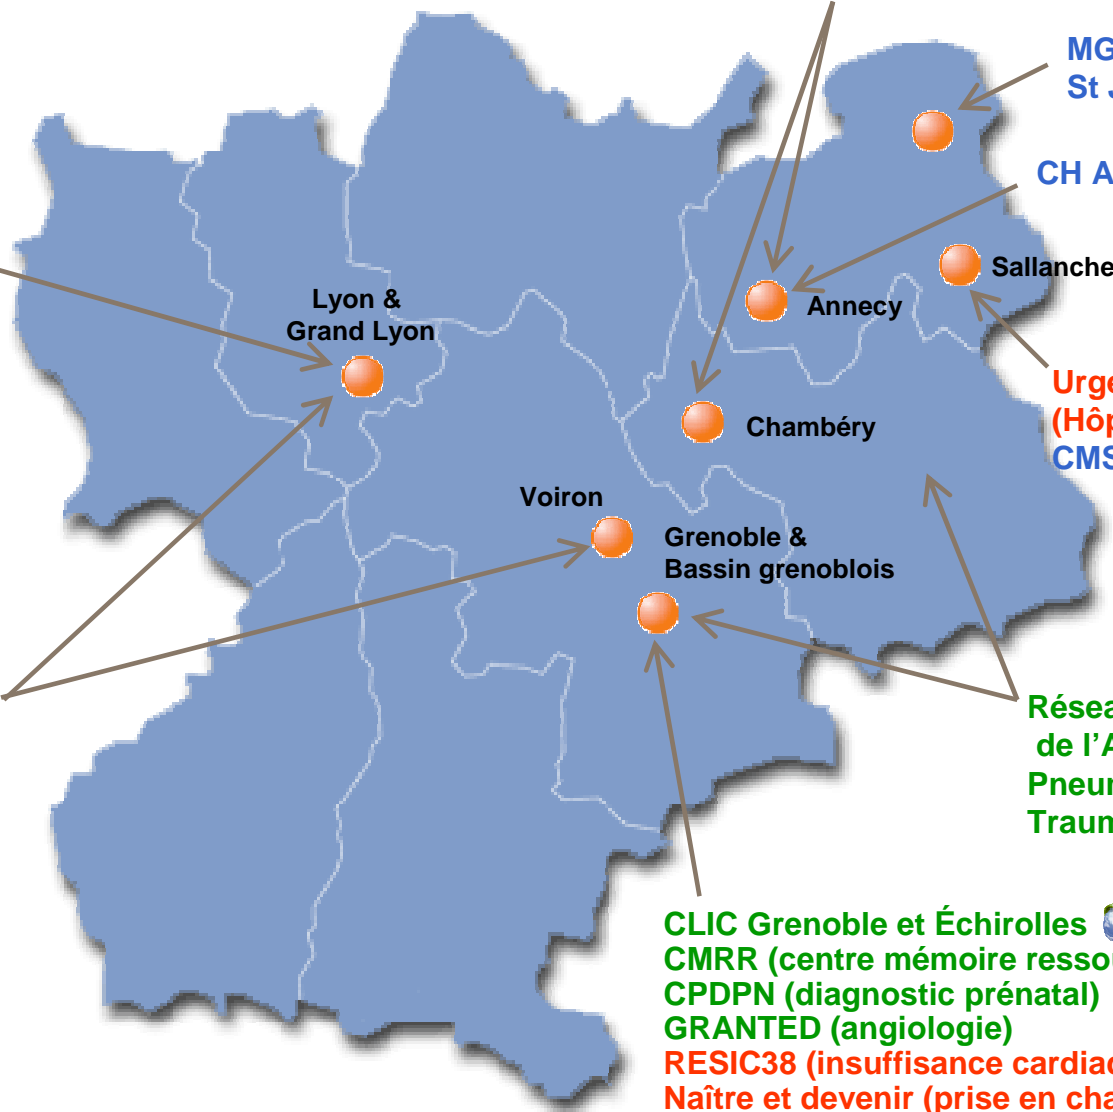 MG
St J
CH A
Sallanche
Lyon &
Grand Lyon
Annecy
Urge
(Hôp
CMS
Chambéry
Voiron
Grenoble &
Bassin grenoblois
Résea
de l'A
Pneur
Traum
CLIC Grenoble et Échirolles
CMRR (centre mémoire ressou
CPDPN (diagnostic prénatal)
GRANTED (angiologie)
RESIC38 (insuffisance cardiac
Naître et devenir (prise en cha